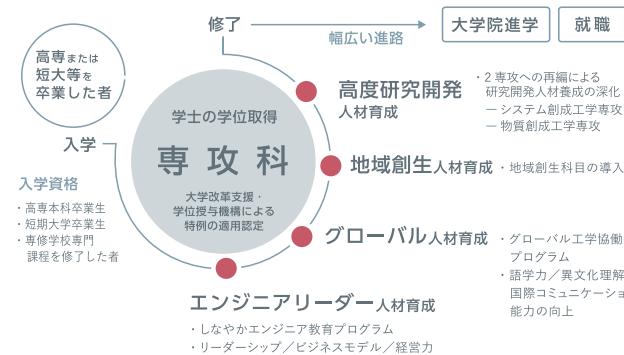 修了
幅広い進路
大学院進学
就職
高専または
短大等を
卒業した者
入学
入学資格
・高専本科卒業生
・短期大学卒業生
・専修学校専門
課程を修了した者
学士の学位取得
専攻科
大学改革支援・
学位授与機構による
特例の適用認定
高度研究開発
人材育成
・2専攻への再編による
研究開発人材養成の深化
― システム創成工学専攻
― 物質創成工学専攻
地域創生人材育成
・地域創生科目の導入
グローバル人材育成
・グローバル工学協働
プログラム
・語学力／異文化理解
国際コミュニケーショ
能力の向上
エンジニアリーダー人材育成
・しなやかエンジニア教育プログラム
・リーダーシップ／ビジネスモデル／経営力